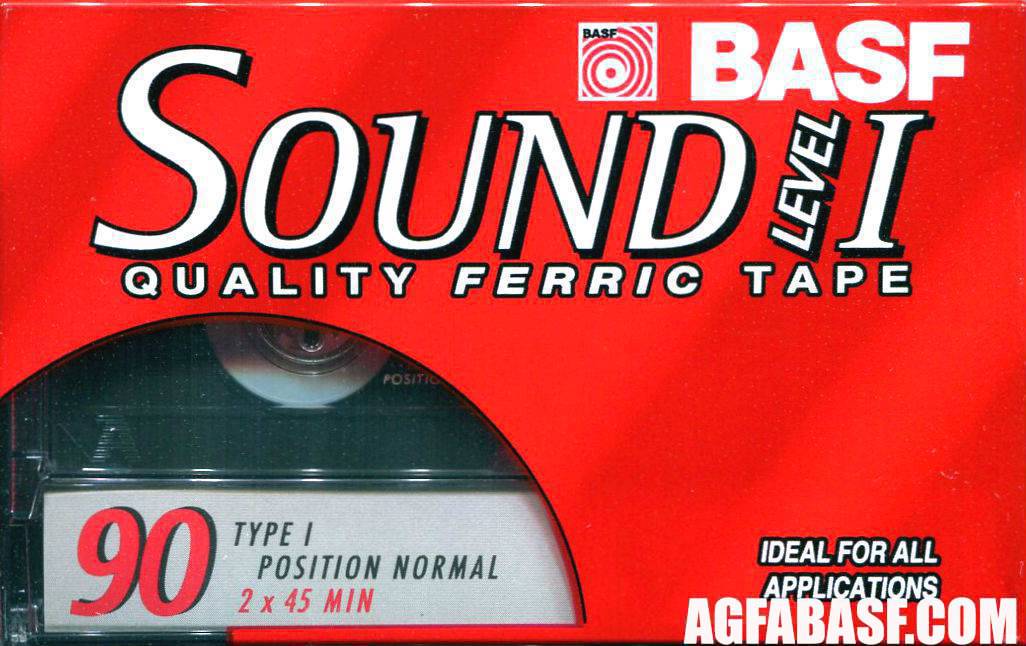 BASF
BASF
SOUND LEVEL I
QUALITY FERRIC TAPE
POSITIO
A
90
TYPE I
POSITION NORMAL
2 x 45 MIN
IDEAL FOR ALL
APPLICATIONS
AGFABASF.COM